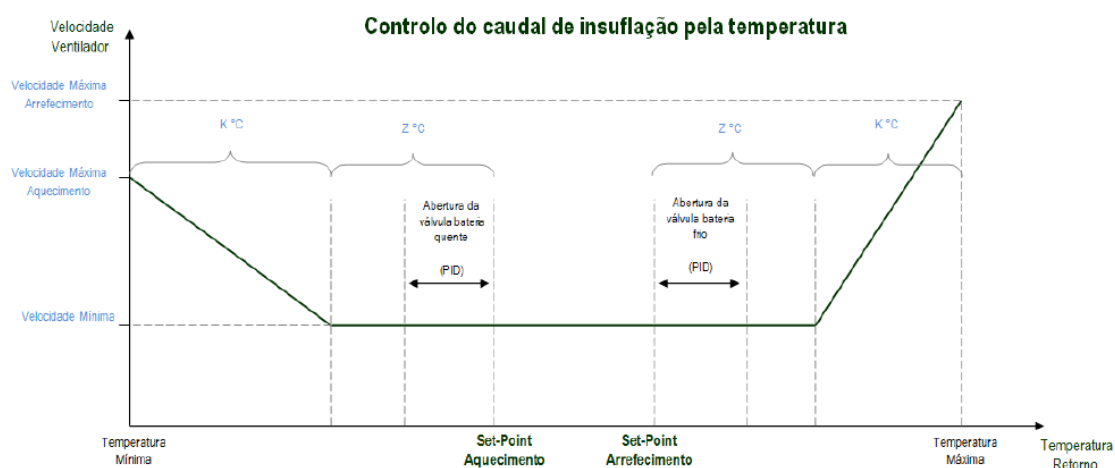 Controlo do caudal de insuflação pela temperatura
Velocidade
Ventilador
Velocidade Máxima
Arrefecimento
K °C
Z °C
Z °C
K °C
Velocidade Máxima
Aquecimento
Abertura da
válvula bateria
quente
(PID)
Abertura da
válvula bateria
frio
(PID)
Velocidade Mínima
Temperatura
Mínima
Set-Point
Aquecimento
Set-Point
Arrefecimento
Temperatura
Máxima
Temperatura
Retorno